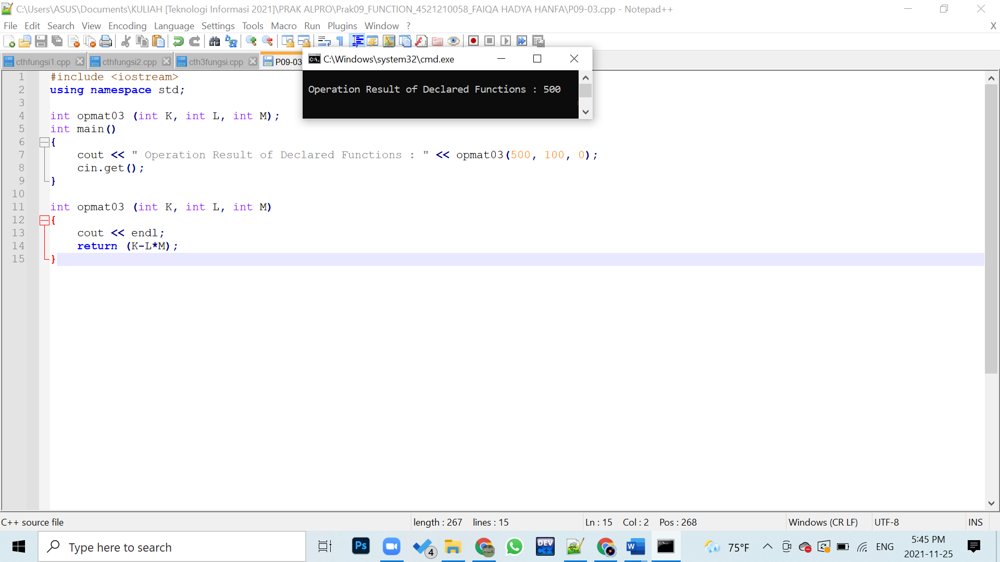 C:\Users\ASUS\Documents\KULIAH [Teknologi Informasi 2021]\PRAK ALPRO\Prak09_FUNCTION_4521210058_FAIQA HADYA HANFA\P09-03.cpp - Notepad++
File Edit Search View Encoding Language Settings Tools Macro Run Plugins Window ? X
cthfungsi1.cpp cthfungsi2.cpp cth3fungsi.cpp P09-03
C:\Windows\system32\cmd.exe
Operation Result of Declared Functions : 500
1 #include <iostream>
2 using namespace std;
3
4 int opmat03 (int K, int L, int M);
5 int main()
6 {
7 cout << " Operation Result of Declared Functions : " << opmat03(500, 100, 0);
8 cin.get();
9 }
10
11 int opmat03 (int K, int L, int M)
12 {
13 cout << endl;
14 return (K-L*M);
15 }
C++ source file length : 267 lines : 15 Ln : 15 Col : 2 Pos : 268 Windows (CR LF) UTF-8 INS
Type here to search Ps 4 DEV C++ W 75°F ENG 5:45 PM
2021-11-25